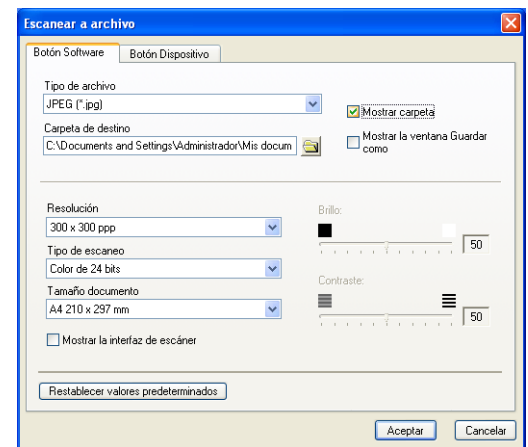 Escanear a archivo
Botón Software
Botón Dispositivo
Tipo de archivo
JPEG (*.jpg)
Mostrar carpeta
Carpeta de destino
C:\Documents and Settings\Administrador\Mis docum
Mostrar la ventana Guardar
como
Resolución
300 x 300 ppp
Brillo:
50
Tipo de escaneo
Color de 24 bits
Contraste:
Tamaño documento
A4 210 x 297 mm
50
Mostrar la interfaz de escáner
Restablecer valores predeterminados
Aceptar
Cancelar